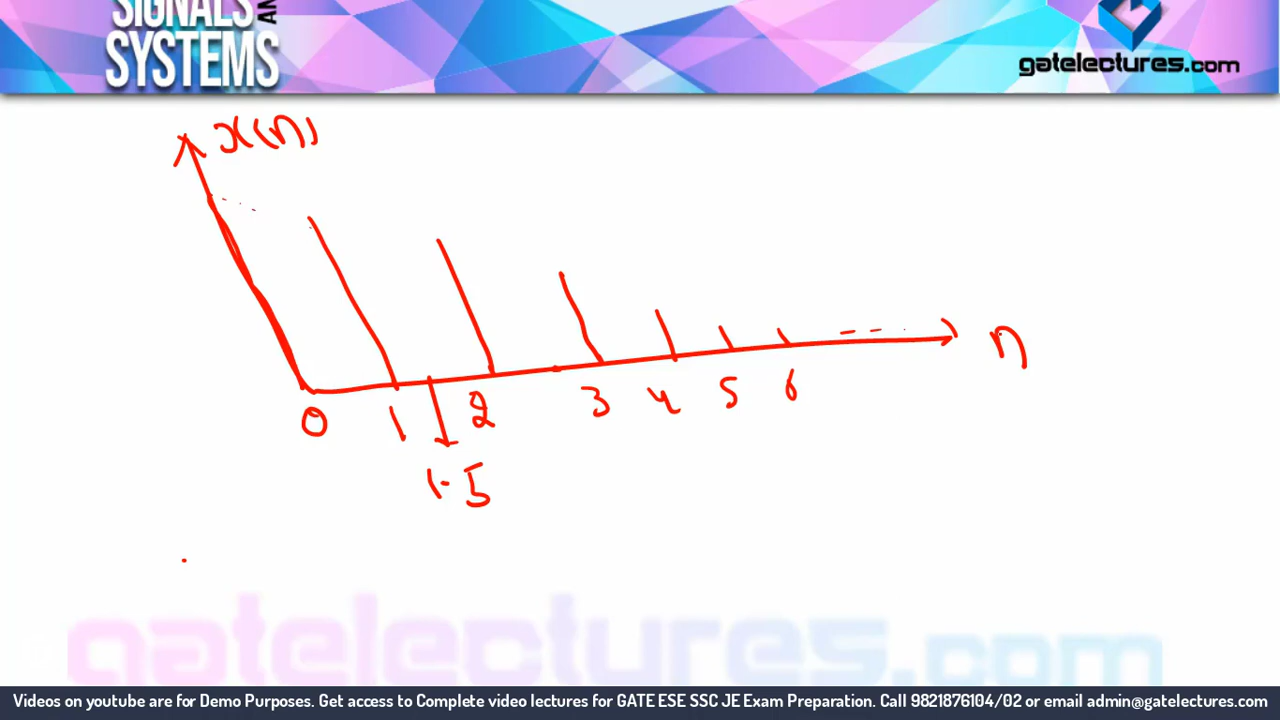 SIGNALS AND
SYSTEMS
gatelectures.com
x(n)
n
0 1 2 3 4 5 6
1.5
gatelectures.com
Videos on youtube are for Demo Purposes. Get access to Complete video lectures for GATE ESE SSC JE Exam Preparation. Call 9821876104/02 or email admin@gatelectures.com